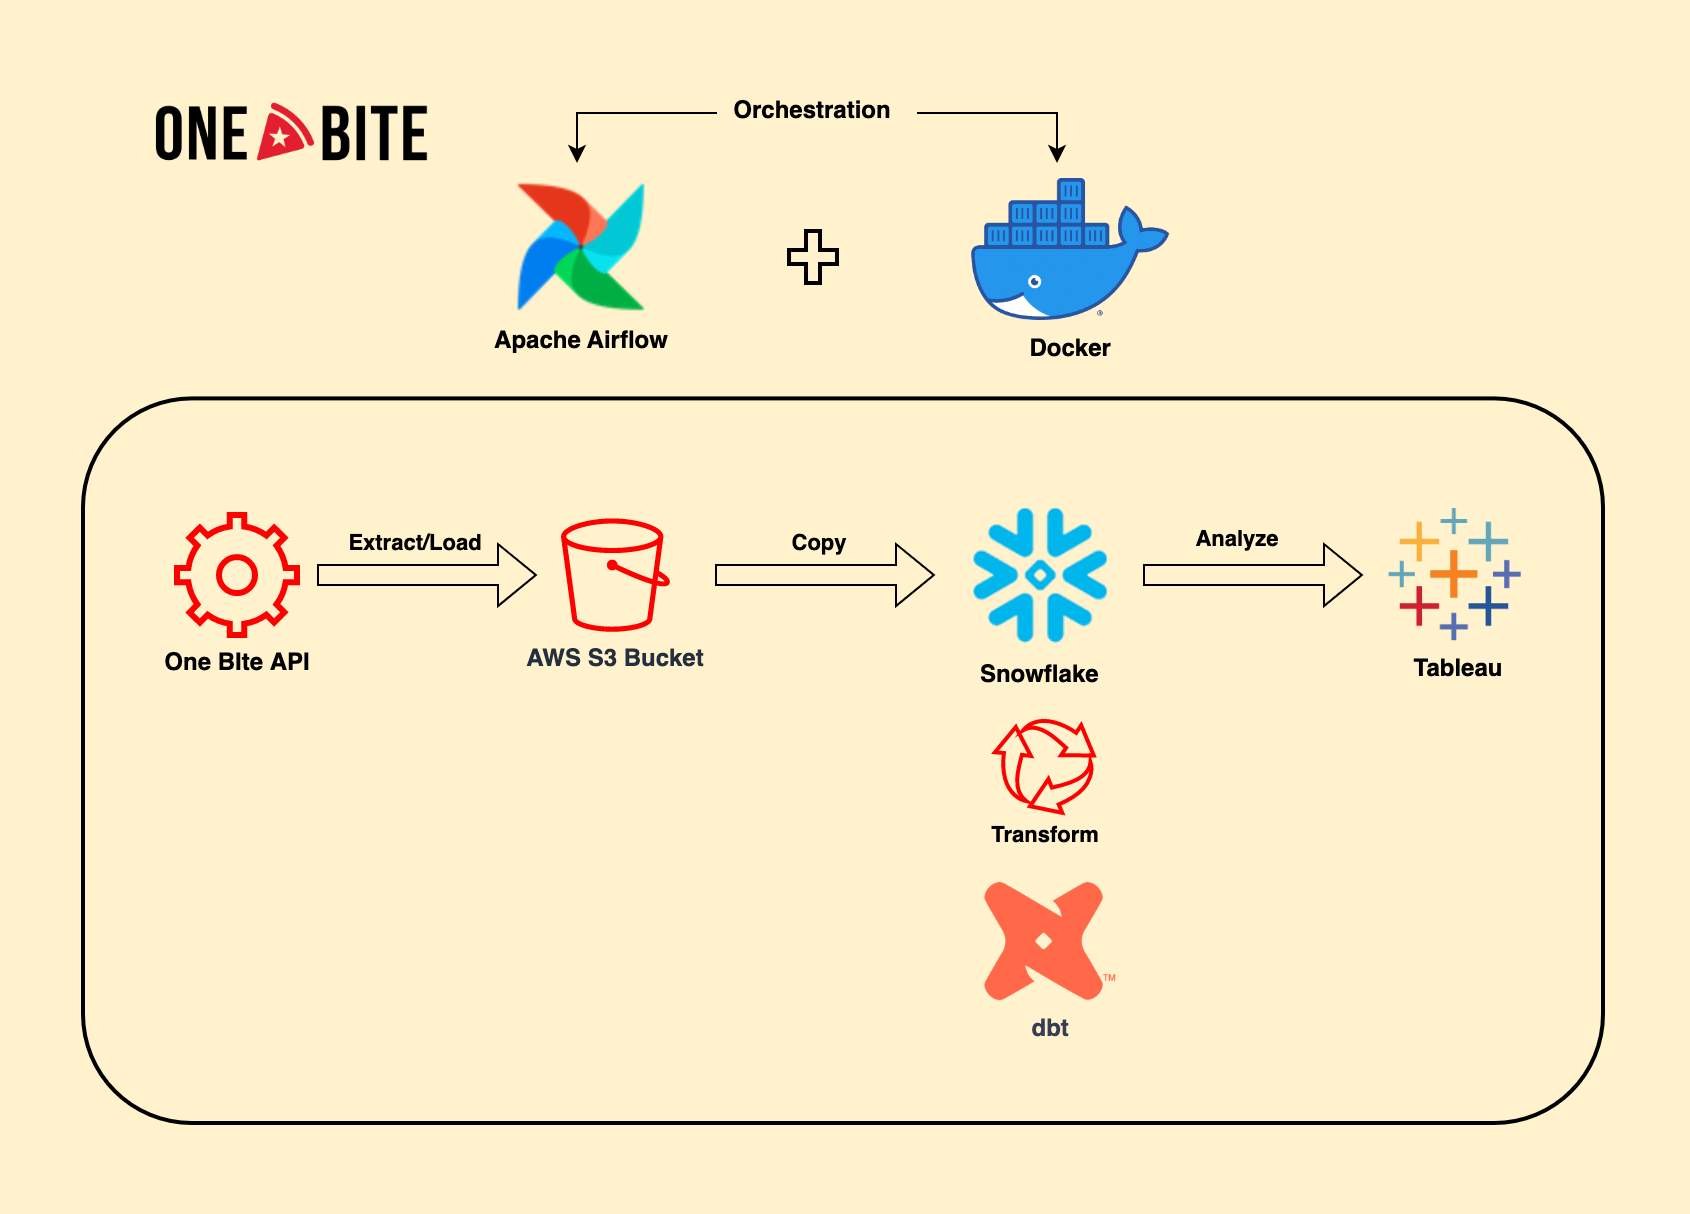 ONE BITE
Orchestration
Apache Airflow
Docker
®
Extract/Load
Copy
Analyze
One BIte API
AWS S3 Bucket
Snowflake
Tableau
Transform
TM
dbt